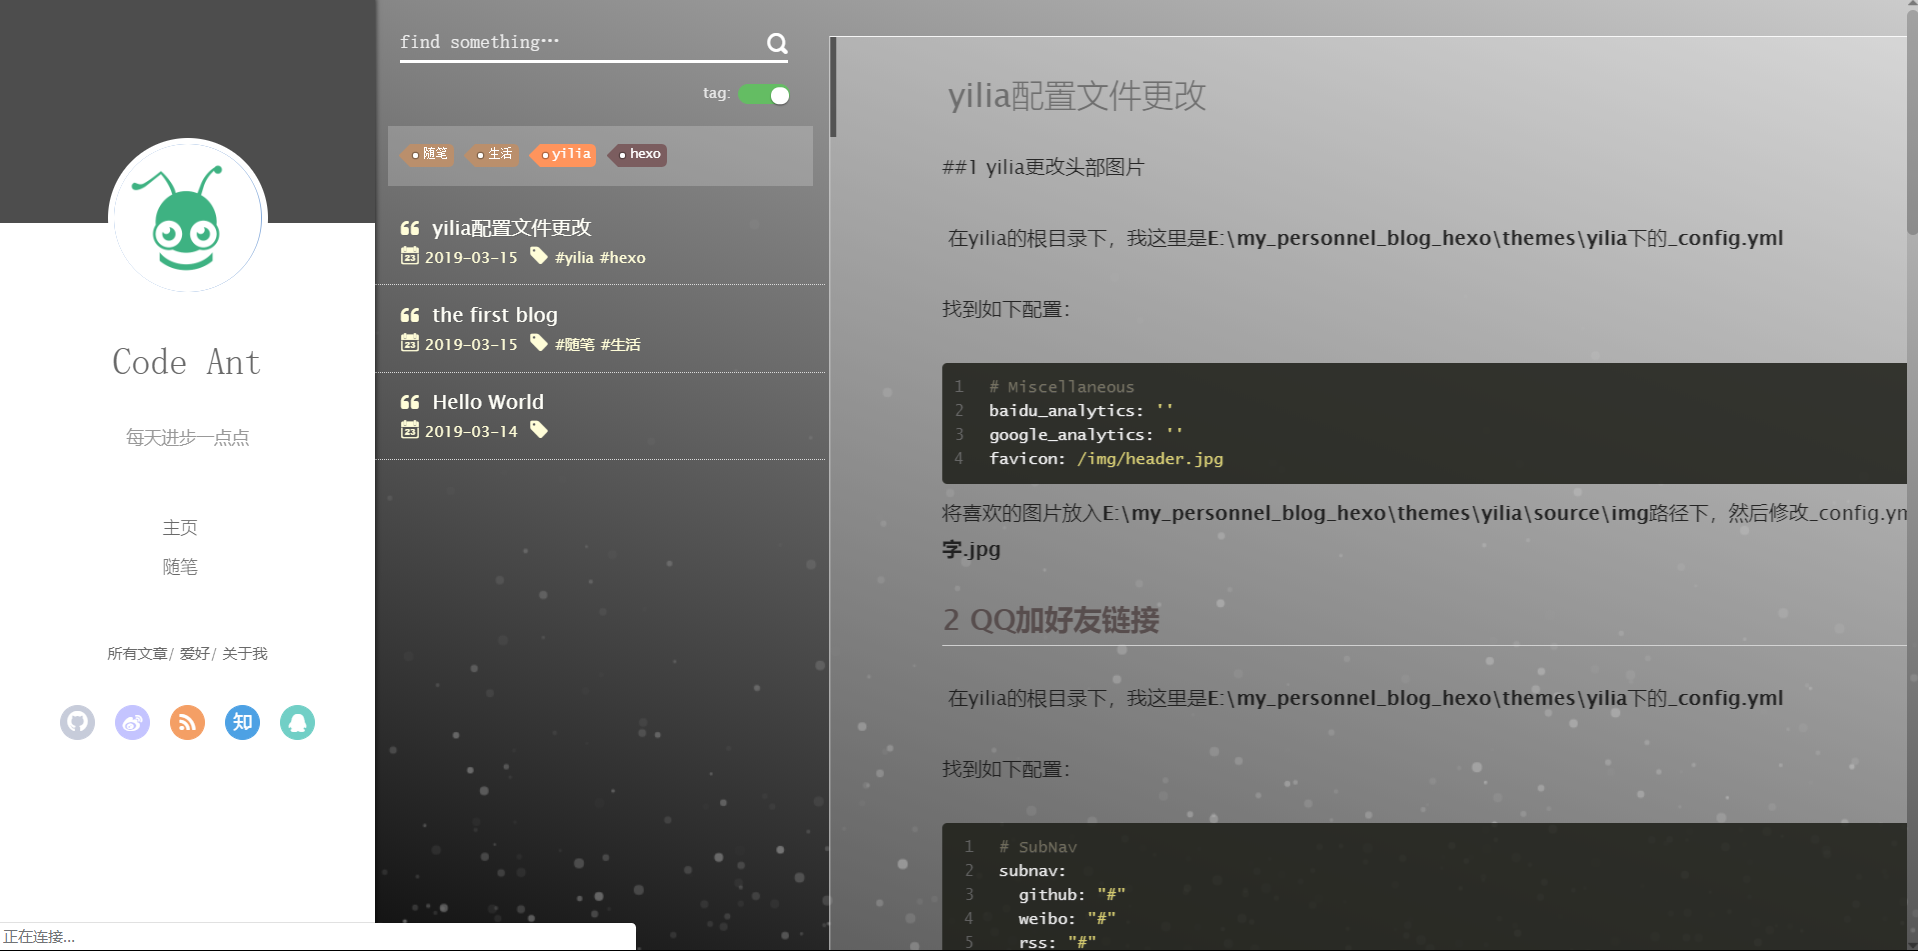 Code Ant
每天进步一点点
主页
随笔
所有文章/ 爱好/ 关于我
知
正在连接...
find something…
tag:
随笔 生活 yilia hexo
yilia配置文件更改
23 2019-03-15 #yilia #hexo
the first blog
23 2019-03-15 #随笔 #生活
Hello World
23 2019-03-14
yilia配置文件更改
##1 yilia更改头部图片
在yilia的根目录下，我这里是E:\my_personnel_blog_hexo\themes\yilia下的_config.yml
找到如下配置：
1 # Miscellaneous
2 baidu_analytics: ''
3 google_analytics: ''
4 favicon: /img/header.jpg
将喜欢的图片放入E:\my_personnel_blog_hexo\themes\yilia\source\img路径下，然后修改_config.ym
字.jpg
2 QQ加好友链接
在yilia的根目录下，我这里是E:\my_personnel_blog_hexo\themes\yilia下的_config.yml
找到如下配置：
1 # SubNav
2 subnav:
3 github: "#"
4 weibo: "#"
5 rss: "#"